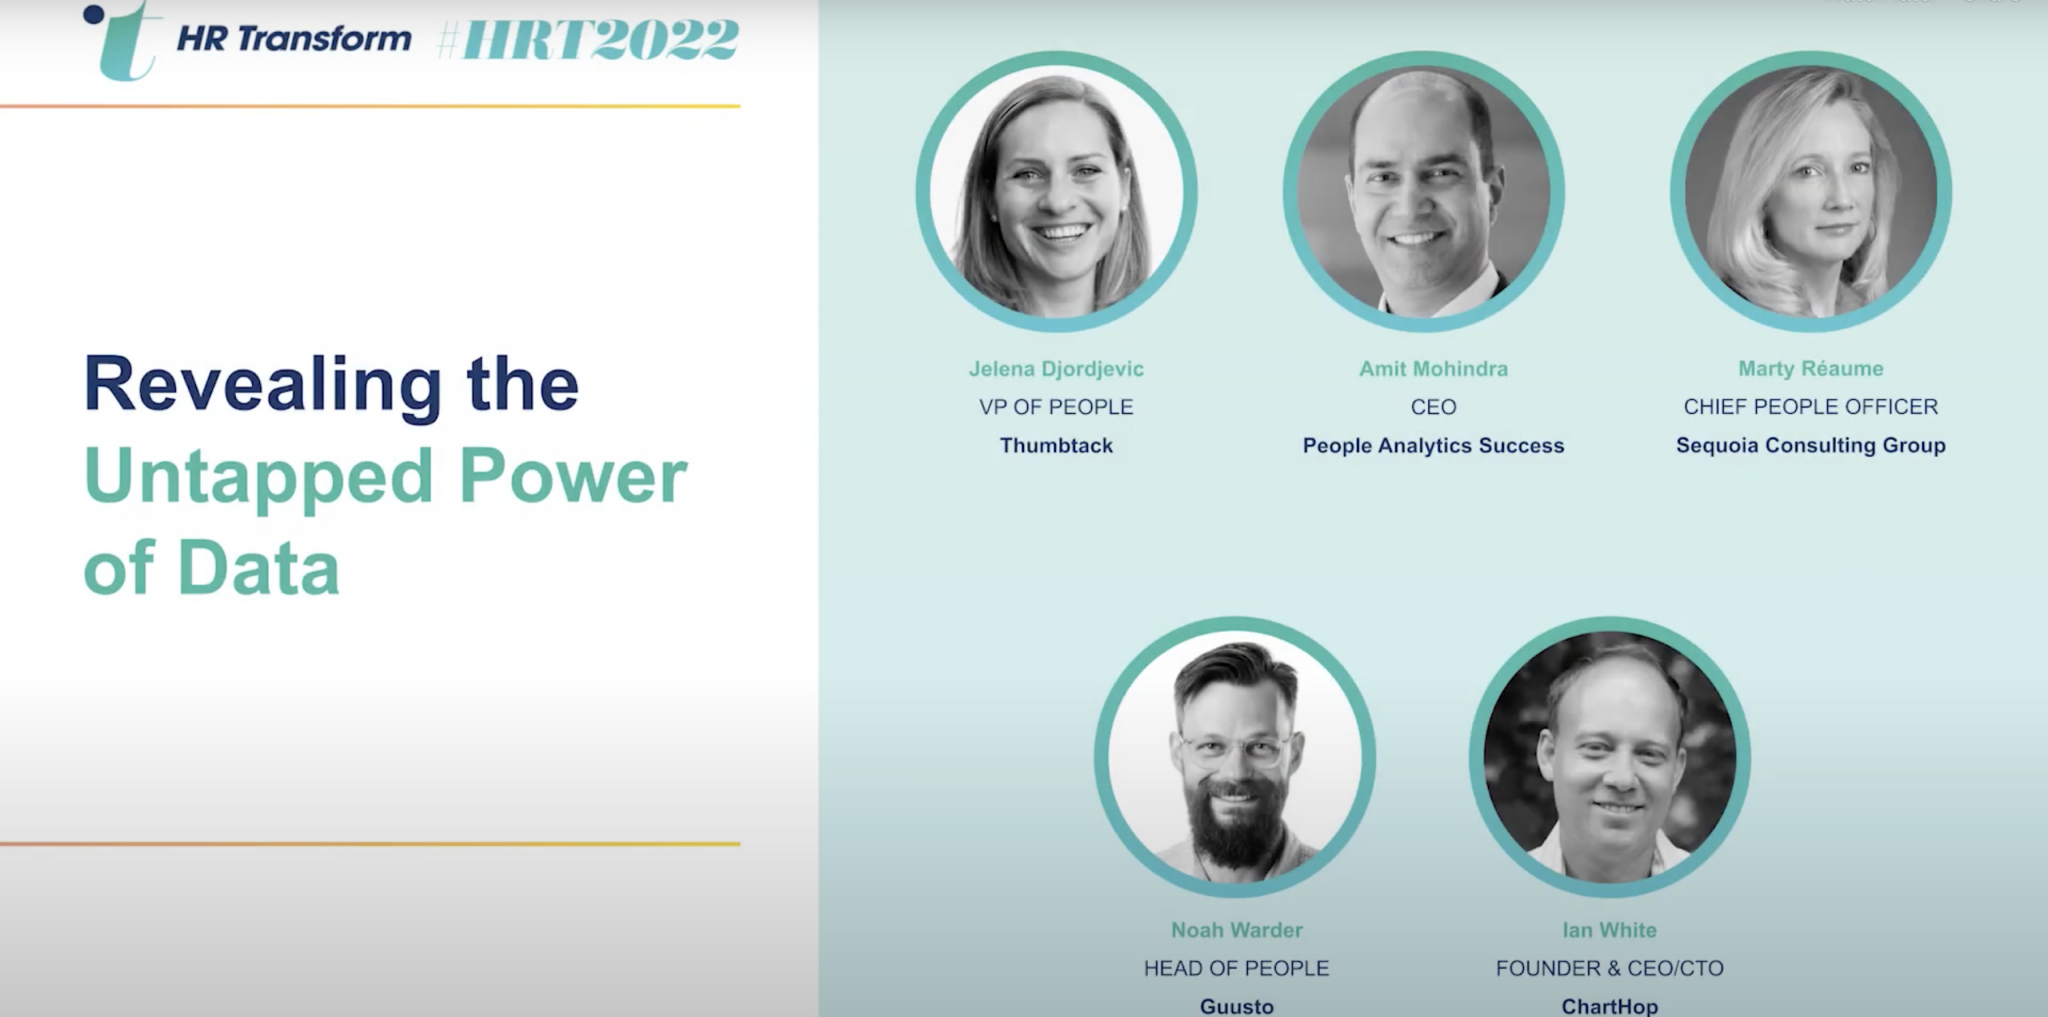 HR Transform #HRT2022
Revealing the
Untapped Power
of Data
Jelena Djordjevic
VP OF PEOPLE
Thumbtack
Amit Mohindra
CEO
People Analytics Success
Marty Réaume
CHIEF PEOPLE OFFICER
Sequoia Consulting Group
Noah Warder
HEAD OF PEOPLE
Guusto
Ian White
FOUNDER & CEO/CTO
ChartHop